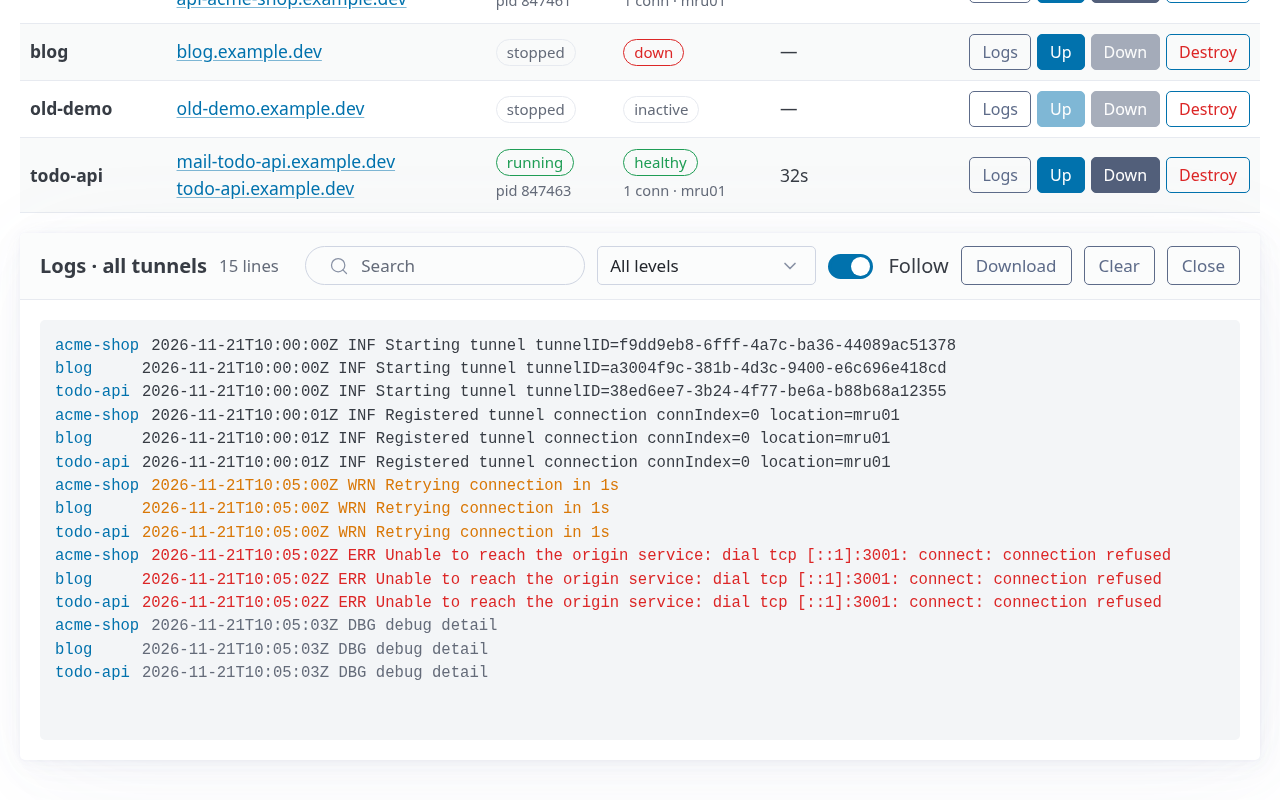 api-acme-shop.example.dev pid 847461 1 conn · mru01
blog blog.example.dev stopped down — Logs Up Down Destroy
old-demo old-demo.example.dev stopped inactive — Logs Up Down Destroy
mail-todo-api.example.dev running healthy
todo-api 32s Logs Up Down Destroy
todo-api.example.dev pid 847463 1 conn · mru01
Logs · all tunnels 15 lines Search All levels Follow Download Clear Close
acme-shop 2026-11-21T10:00:00Z INF Starting tunnel tunnelID=f9dd9eb8-6fff-4a7c-ba36-44089ac51378
blog 2026-11-21T10:00:00Z INF Starting tunnel tunnelID=a3004f9c-381b-4d3c-9400-e6c696e418cd
todo-api 2026-11-21T10:00:00Z INF Starting tunnel tunnelID=38ed6ee7-3b24-4f77-be6a-b88b68a12355
acme-shop 2026-11-21T10:00:01Z INF Registered tunnel connection connIndex=0 location=mru01
blog 2026-11-21T10:00:01Z INF Registered tunnel connection connIndex=0 location=mru01
todo-api 2026-11-21T10:00:01Z INF Registered tunnel connection connIndex=0 location=mru01
acme-shop 2026-11-21T10:05:00Z WRN Retrying connection in 1s
blog 2026-11-21T10:05:00Z WRN Retrying connection in 1s
todo-api 2026-11-21T10:05:00Z WRN Retrying connection in 1s
acme-shop 2026-11-21T10:05:02Z ERR Unable to reach the origin service: dial tcp [::1]:3001: connect: connection refused
blog 2026-11-21T10:05:02Z ERR Unable to reach the origin service: dial tcp [::1]:3001: connect: connection refused
todo-api 2026-11-21T10:05:02Z ERR Unable to reach the origin service: dial tcp [::1]:3001: connect: connection refused
acme-shop 2026-11-21T10:05:03Z DBG debug detail
blog 2026-11-21T10:05:03Z DBG debug detail
todo-api 2026-11-21T10:05:03Z DBG debug detail